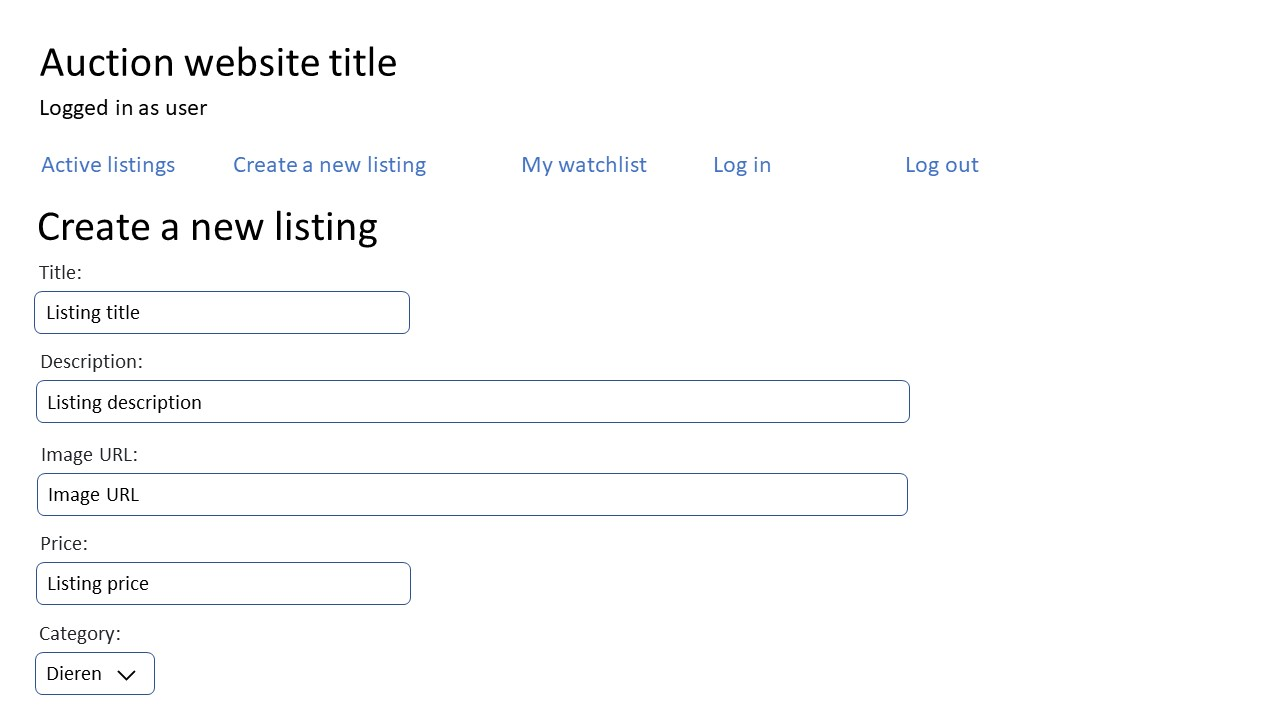 Auction website title
Logged in as user
Active listings Create a new listing My watchlist Log in Log out
Create a new listing
Title:
Listing title
Description:
Listing description
Image URL:
Image URL
Price:
Listing price
Category:
Dieren